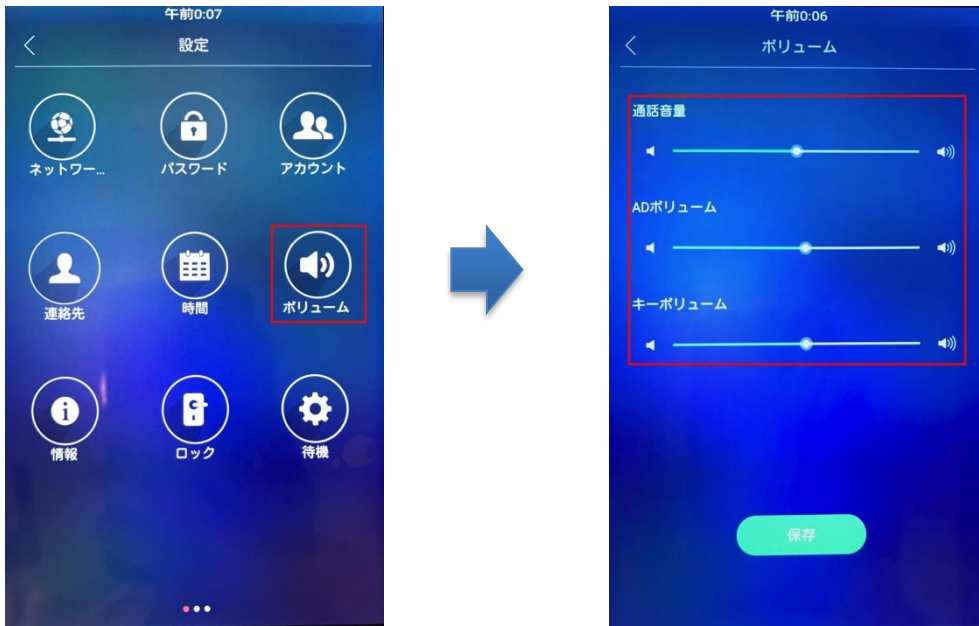 午前0:07
設定
ネットワー...
パスワード
アカウント
連絡先
時間
ボリューム
情報
ロック
待機
午前0:06
ボリューム
通話音量
ADボリューム
キーボリューム
保存